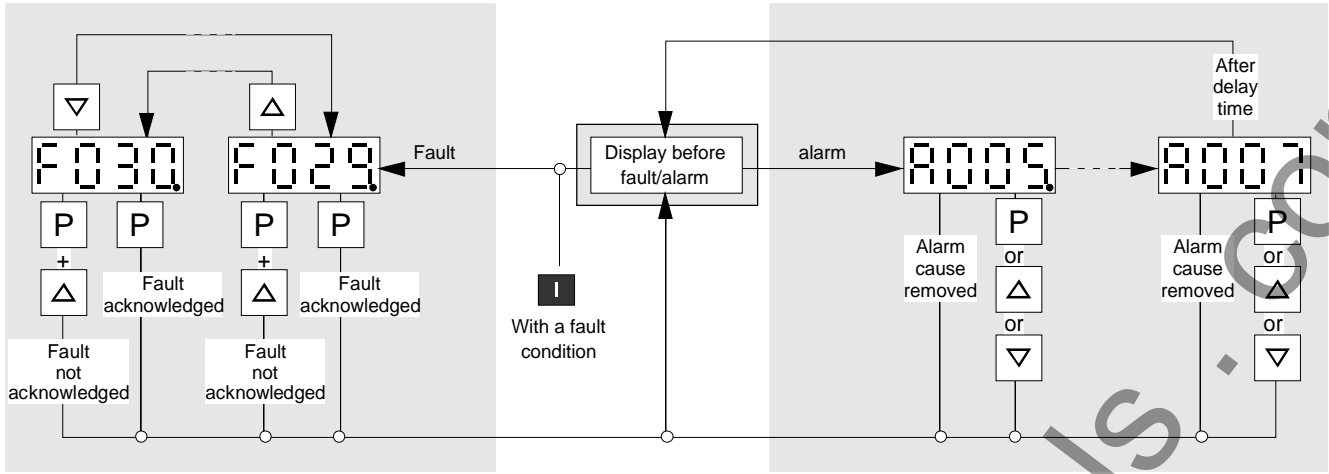 After
delay
time
F030.
F029.
Fault
Display before
fault/alarm
alarm
A005.
A007
P
P
P
P
P
P
+
+
or
or
Fault
acknowledged
Fault
acknowledged
I
Alarm
cause
removed
Alarm
cause
removed
or
or
With a fault
condition
Fault
not
acknowledged
Fault
not
acknowledged